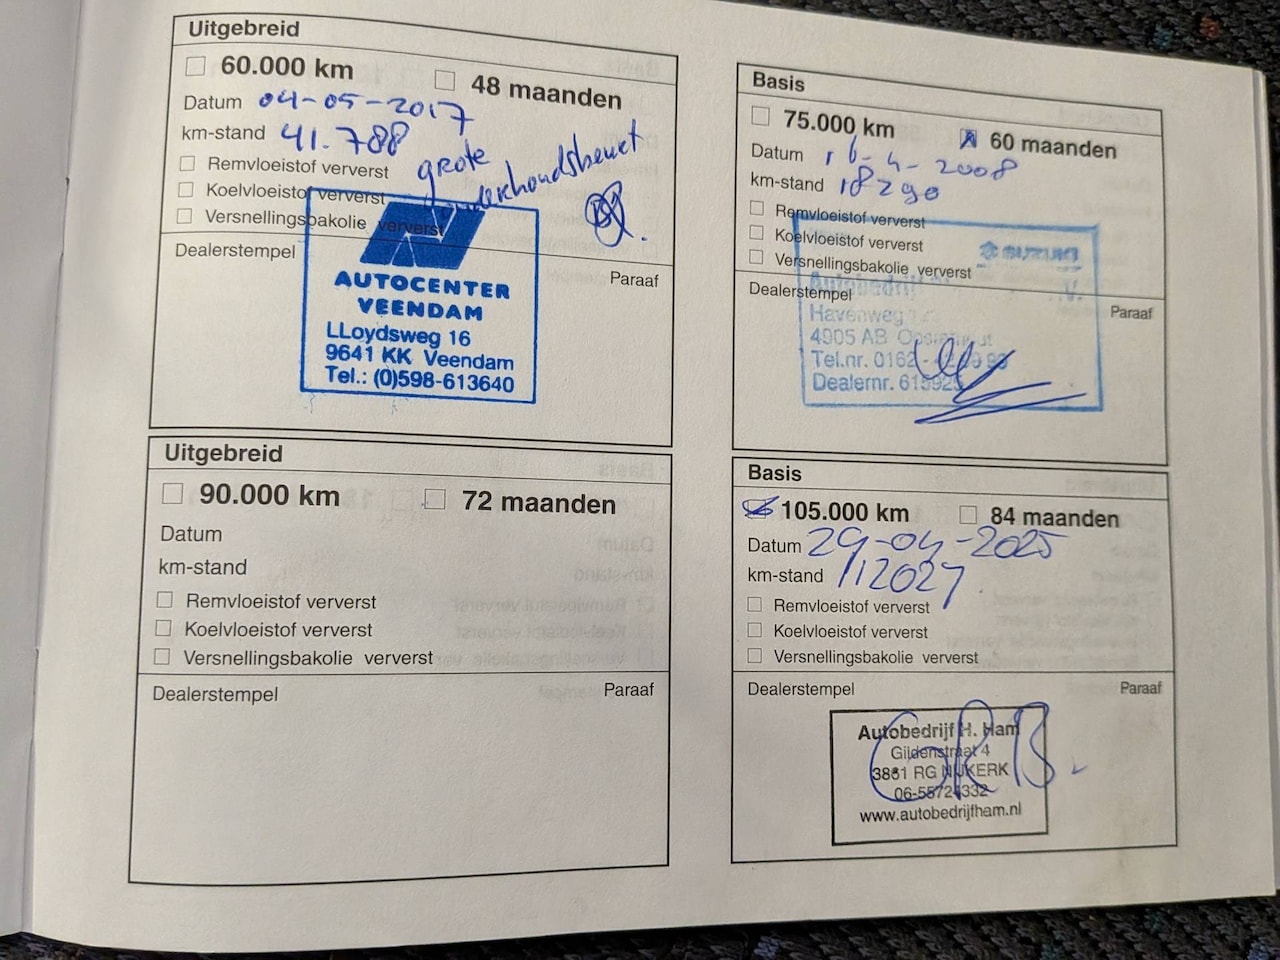 Uitgebreid
60.000 km 48 maanden
Datum 04-05-2017
km-stand 41.788
Remvloeistof ververst grote
Koelvloeistof ververst onderhoudsbeurt
Versnellingsbakolie ververst
Dealerstempel Paraaf
AUTOCENTER
VEENDAM
LLoydsweg 16
9641 KK Veendam
Tel.: (0)598-613640
Basis
75.000 km 60 maanden
Datum 16-4-2008
km-stand 18290
Remvloeistof ververst
Koelvloeistof ververst
Versnellingsbakolie ververst
Dealerstempel Paraaf
SUZUKI
Autobedrijf
Havenweg
4905 AB
Tel.nr. 0162-
Dealernr. 615925
Uitgebreid
90.000 km 72 maanden
Datum
km-stand
Remvloeistof ververst
Koelvloeistof ververst
Versnellingsbakolie ververst
Dealerstempel Paraaf
Basis
105.000 km 84 maanden
Datum 29-04-2025
km-stand 112027
Remvloeistof ververst
Koelvloeistof ververst
Versnellingsbakolie ververst
Dealerstempel Paraaf
Autobedrijf H. Ham
Gildenstraat 4
3861 RG NIJKERK
www.autobedrijfham.nl